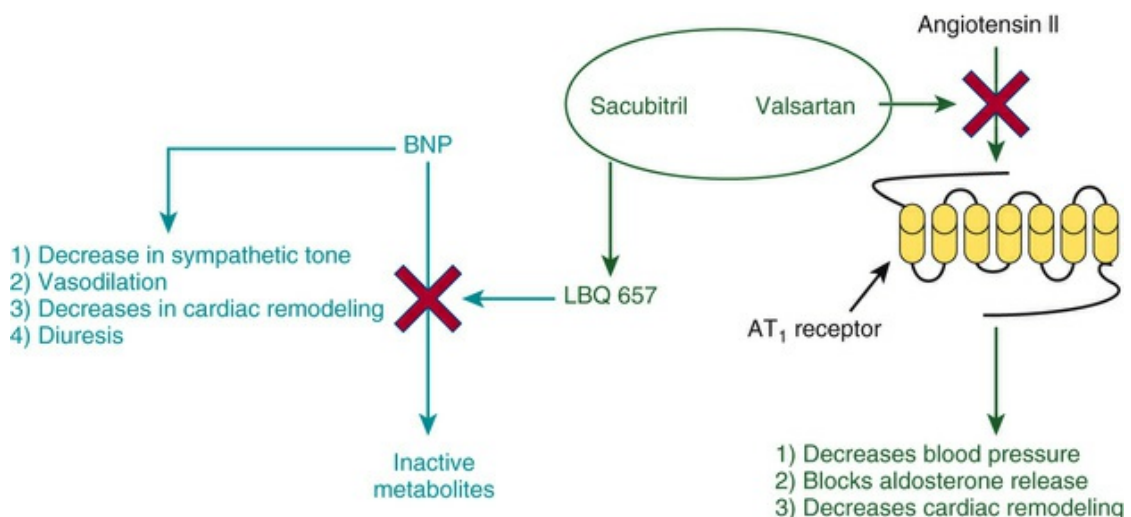 Angiotensin II
Sacubitril
Valsartan
BNP
1) Decrease in sympathetic tone
2) Vasodilation
3) Decreases in cardiac remodeling
4) Diuresis
LBQ 657
AT₁ receptor
Inactive
metabolites
1) Decreases blood pressure
2) Blocks aldosterone release
3) Decreases cardiac remodeling